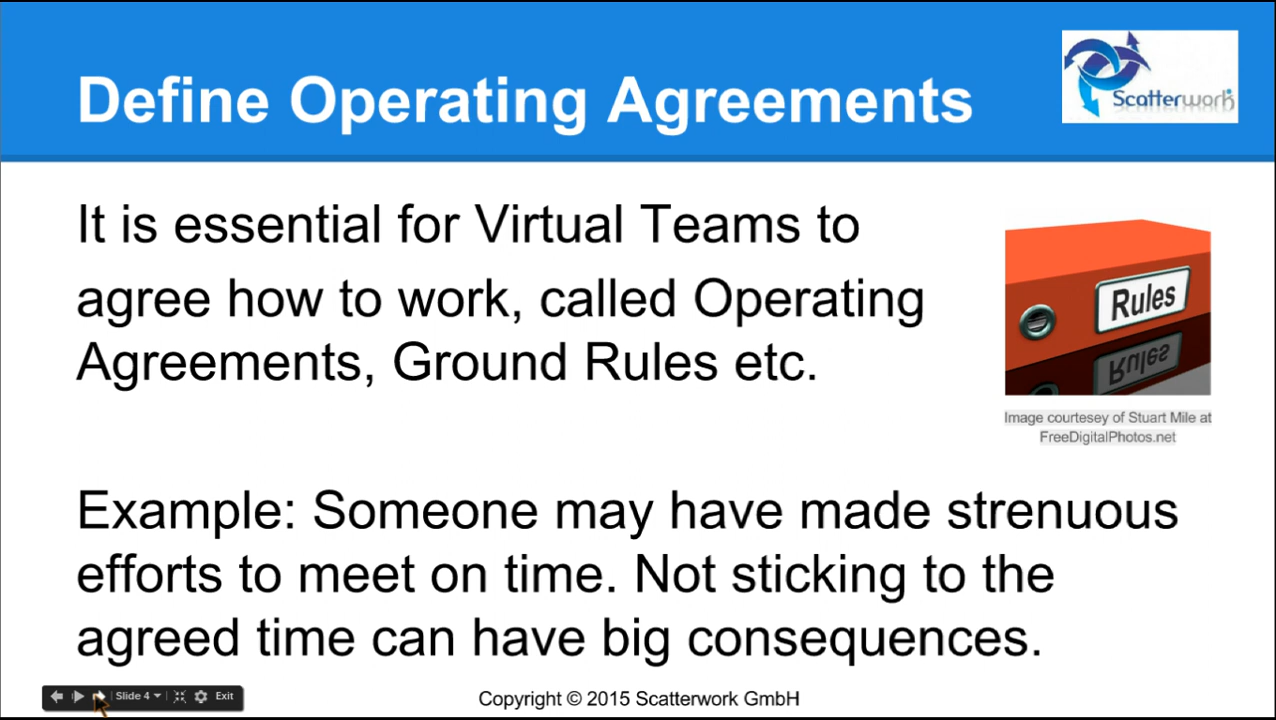 Define Operating Agreements
Scatterwork
It is essential for Virtual Teams to
agree how to work, called Operating
Agreements, Ground Rules etc.
Rules
Rules
Image courtesey of Stuart Mile at
FreeDigitalPhotos.net
Example: Someone may have made strenuous
efforts to meet on time. Not sticking to the
agreed time can have big consequences.
Slide 4
Exit
Copyright © 2015 Scatterwork GmbH